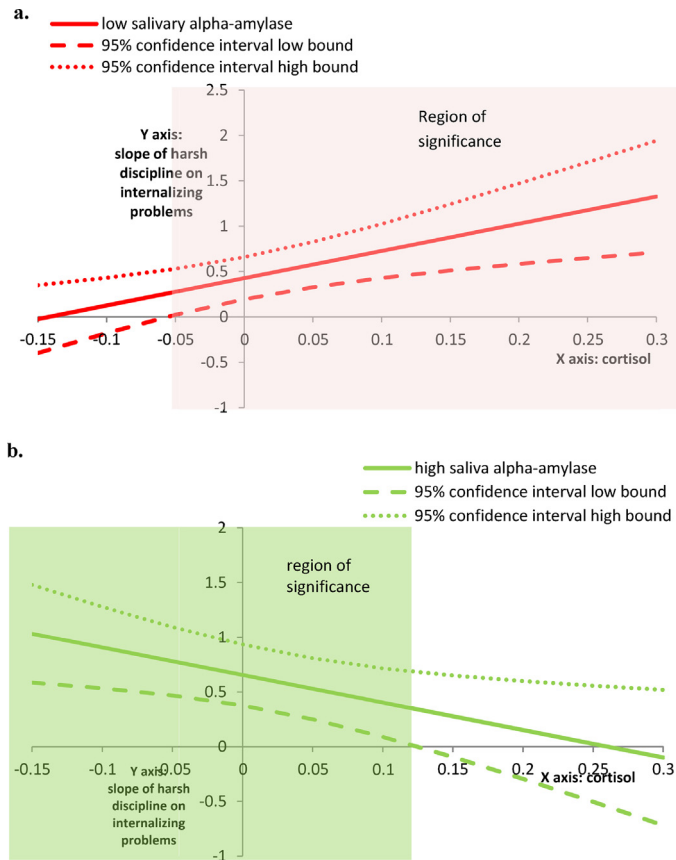 a.
low salivary alpha-amylase
95% confidence interval low bound
95% confidence interval high bound
2.5
Y axis:
slope of harsh
discipline on
internalizing
problems
Region of
significance
2
1.5
1
0.5
0
-0.15 -0.1 -0.05 0 0.05 0.1 0.15 0.2 0.25 0.3
X axis: cortisol
-0.5
-1
b.
high saliva alpha-amylase
95% confidence interval low bound
95% confidence interval high bound
2
region of
significance
1.5
1
0.5
0
-0.15 -0.1 -0.05 0 0.05 0.1 0.15 0.2 0.25 0.3
Y axis:
slope of harsh
discipline on
internalizing
problems
X axis: cortisol
-0.5
-1